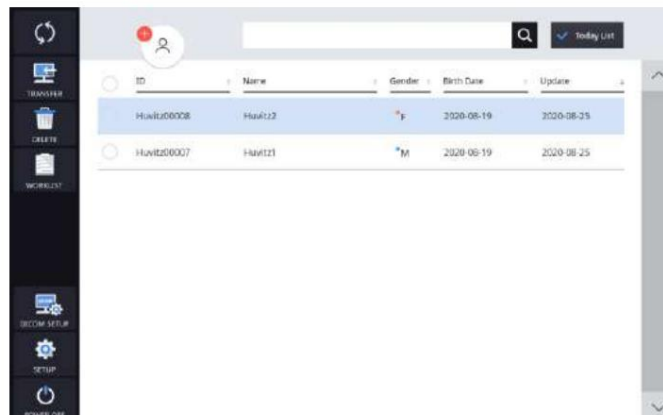 Today List
ID Name Gender Birth Date Update
Huvitz00008 Huvitz2 F 2020-08-19 2020-08-25
Huvitz00007 Huvitz1 M 2020-08-19 2020-08-25
TRANSFER
DELETE
WORKLIST
DICOM SETUP
SETUP
POWER OFF